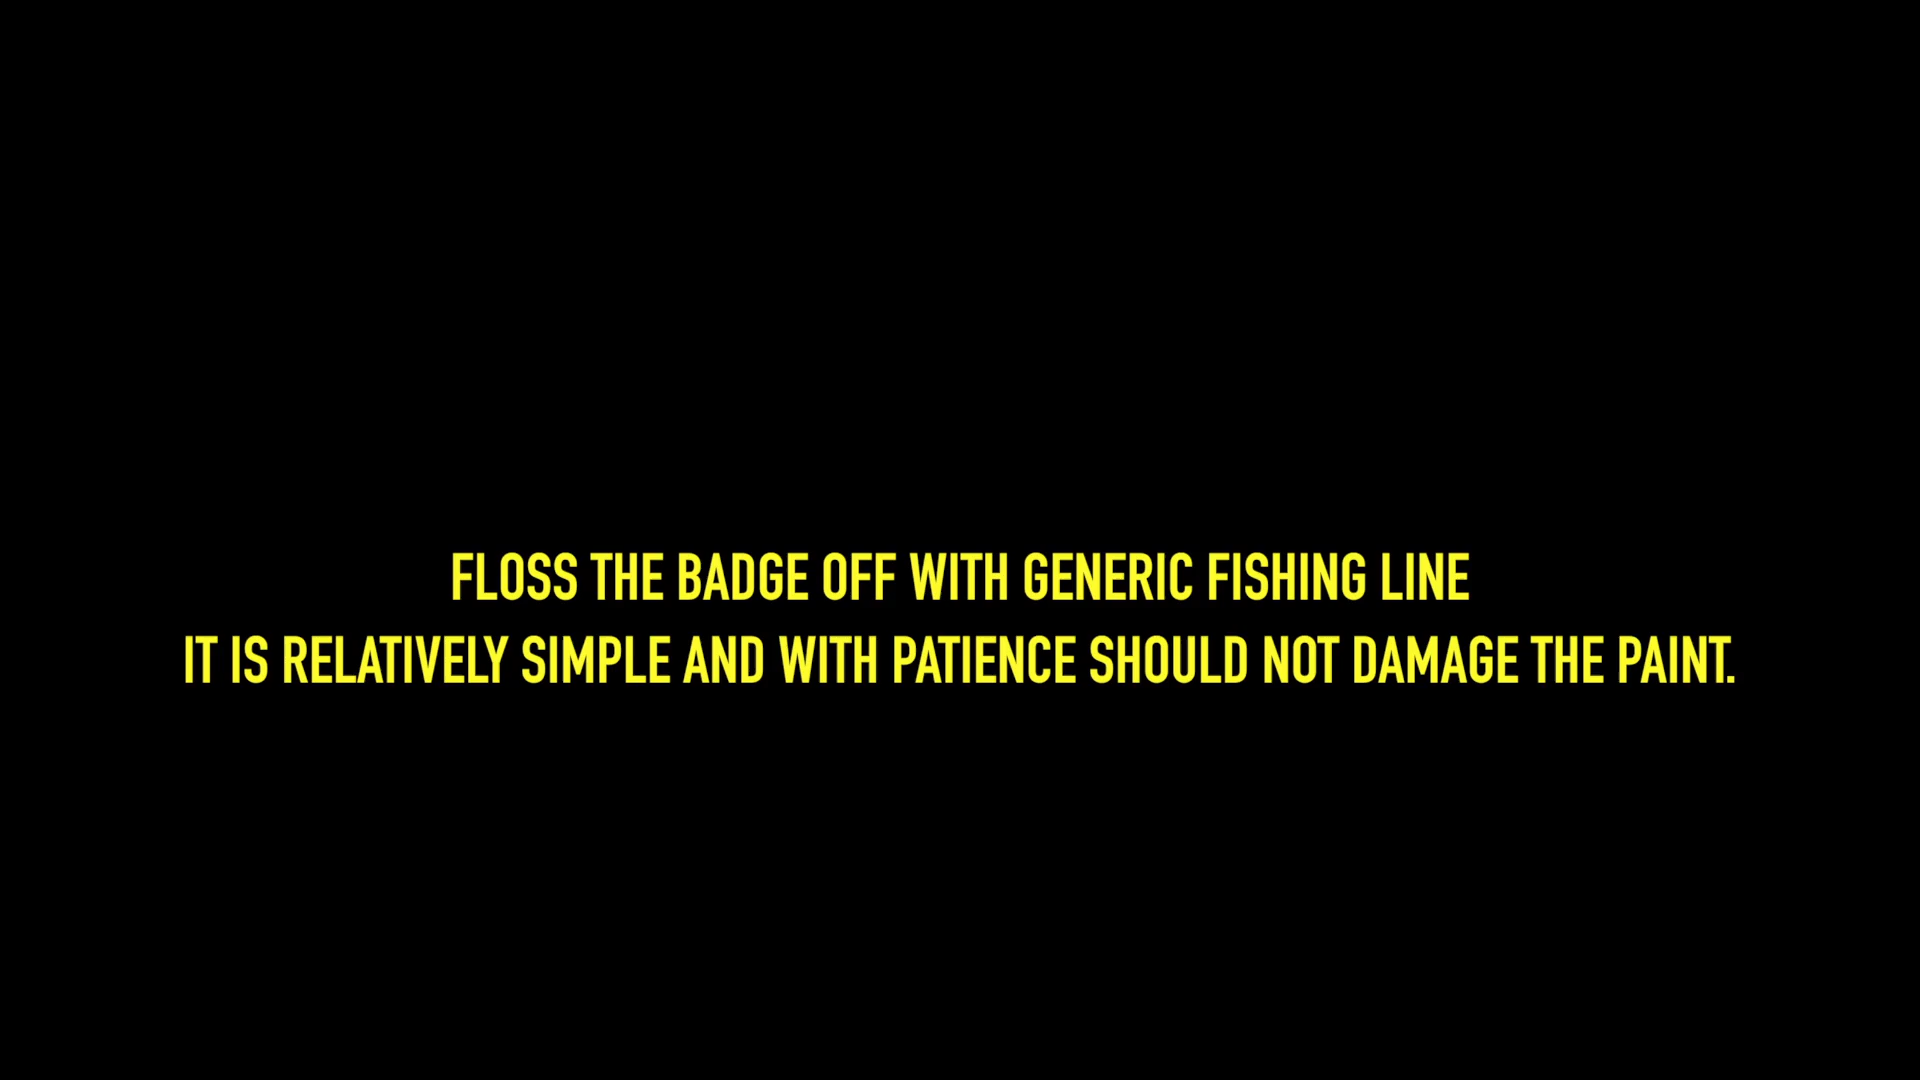 FLOSS THE BADGE OFF WITH GENERIC FISHING LINE
IT IS RELATIVELY SIMPLE AND WITH PATIENCE SHOULD NOT DAMAGE THE PAINT.